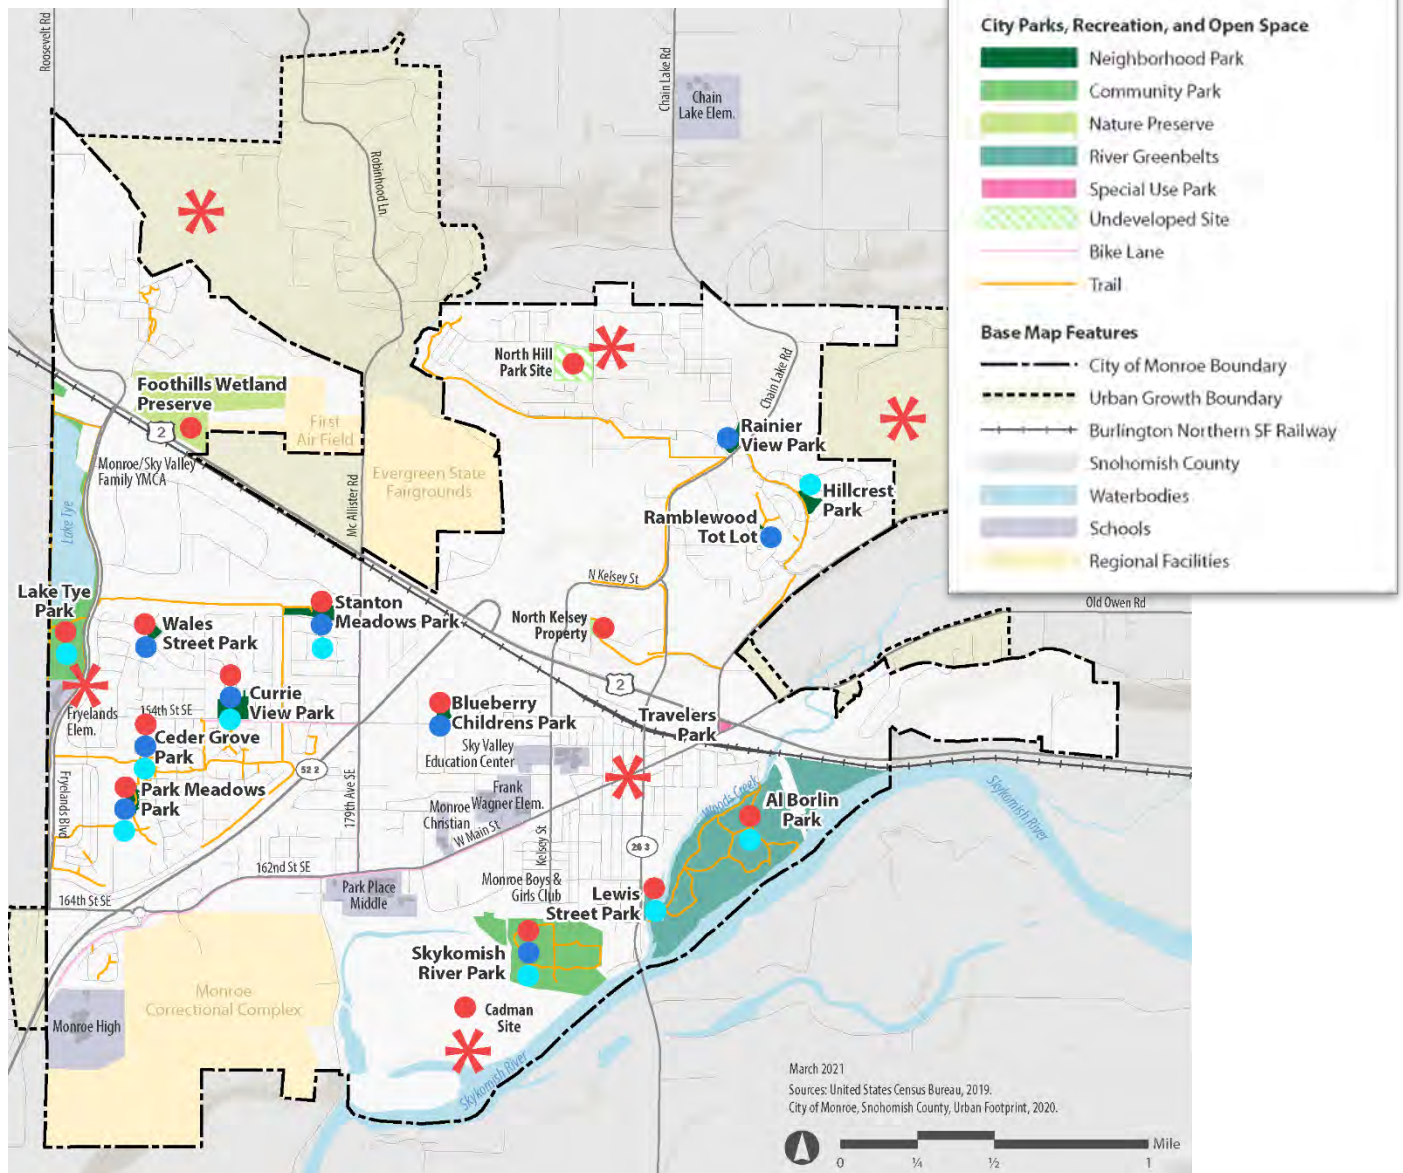 City Parks, Recreation, and Open Space
Neighborhood Park
Community Park
Nature Preserve
River Greenbelts
Special Use Park
Undeveloped Site
Bike Lane
Trail
Base Map Features
City of Monroe Boundary
Urban Growth Boundary
Burlington Northern SF Railway
Snohomish County
Waterbodies
Schools
Regional Facilities
Roosevelt Rd
Chain Lake Rd
Chain
Lake Elem.
Robinhood Ln
North Hill
Park Site
Chain Lake Rd
Foothills Wetland
Preserve
2
First
Air Field
Monroe/Sky Valley
Family YMCA
Evergreen State
Fairgrounds
Mc Allister Rd
Rainier
View Park
Hillcrest
Park
Ramblewood
Tot Lot
Lake Tye
N Kelsey St
Old Owen Rd
Lake Tye
Park
Wales
Street Park
Stanton
Meadows Park
North Kelsey
Property
2
Currie
View Park
Fryelands
Elem.
154th St SE
Ceder Grove
Park
Blueberry
Childrens Park
Travelers
Park
Sky Valley
Education Center
522
Park Meadows
Park
Fryelands Blvd
179th Ave SE
Frank
Wagner Elem.
Monroe
Christian
W Main St
Kelsey St
Woods Creek
Al Borlin
Park
Skykomish River
263
162nd St SE
164th St SE
Park Place
Middle
Monroe Boys &
Girls Club
Lewis
Street Park
Skykomish
River Park
Monroe
Correctional Complex
Monroe High
Cadman
Site
Skykomish River
March 2021
Sources: United States Census Bureau, 2019.
City of Monroe, Snohomish County, Urban Footprint, 2020.
Mile
0 ¼ ½ 1